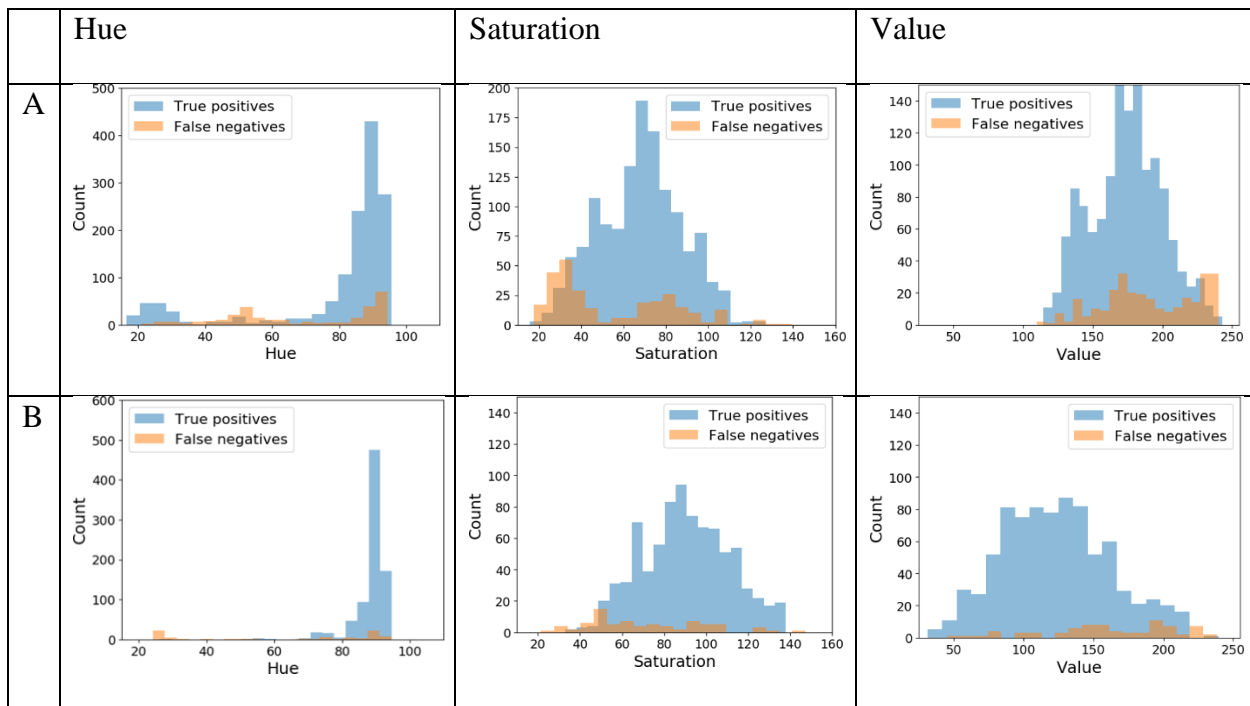 Hue Saturation Value
A
500
400
300
200
100
0
Count
True positives
False negatives
20 40 60 80 100
Hue
200
175
150
125
100
75
50
25
0
Count
True positives
False negatives
20 40 60 80 100 120 140 160
Saturation
140
120
100
80
60
40
20
0
Count
True positives
False negatives
50 100 150 200 250
Value
B
600
500
400
300
200
100
0
Count
True positives
False negatives
20 40 60 80 100
Hue
140
120
100
80
60
40
20
0
Count
True positives
False negatives
20 40 60 80 100 120 140 160
Saturation
140
120
100
80
60
40
20
0
Count
True positives
False negatives
50 100 150 200 250
Value